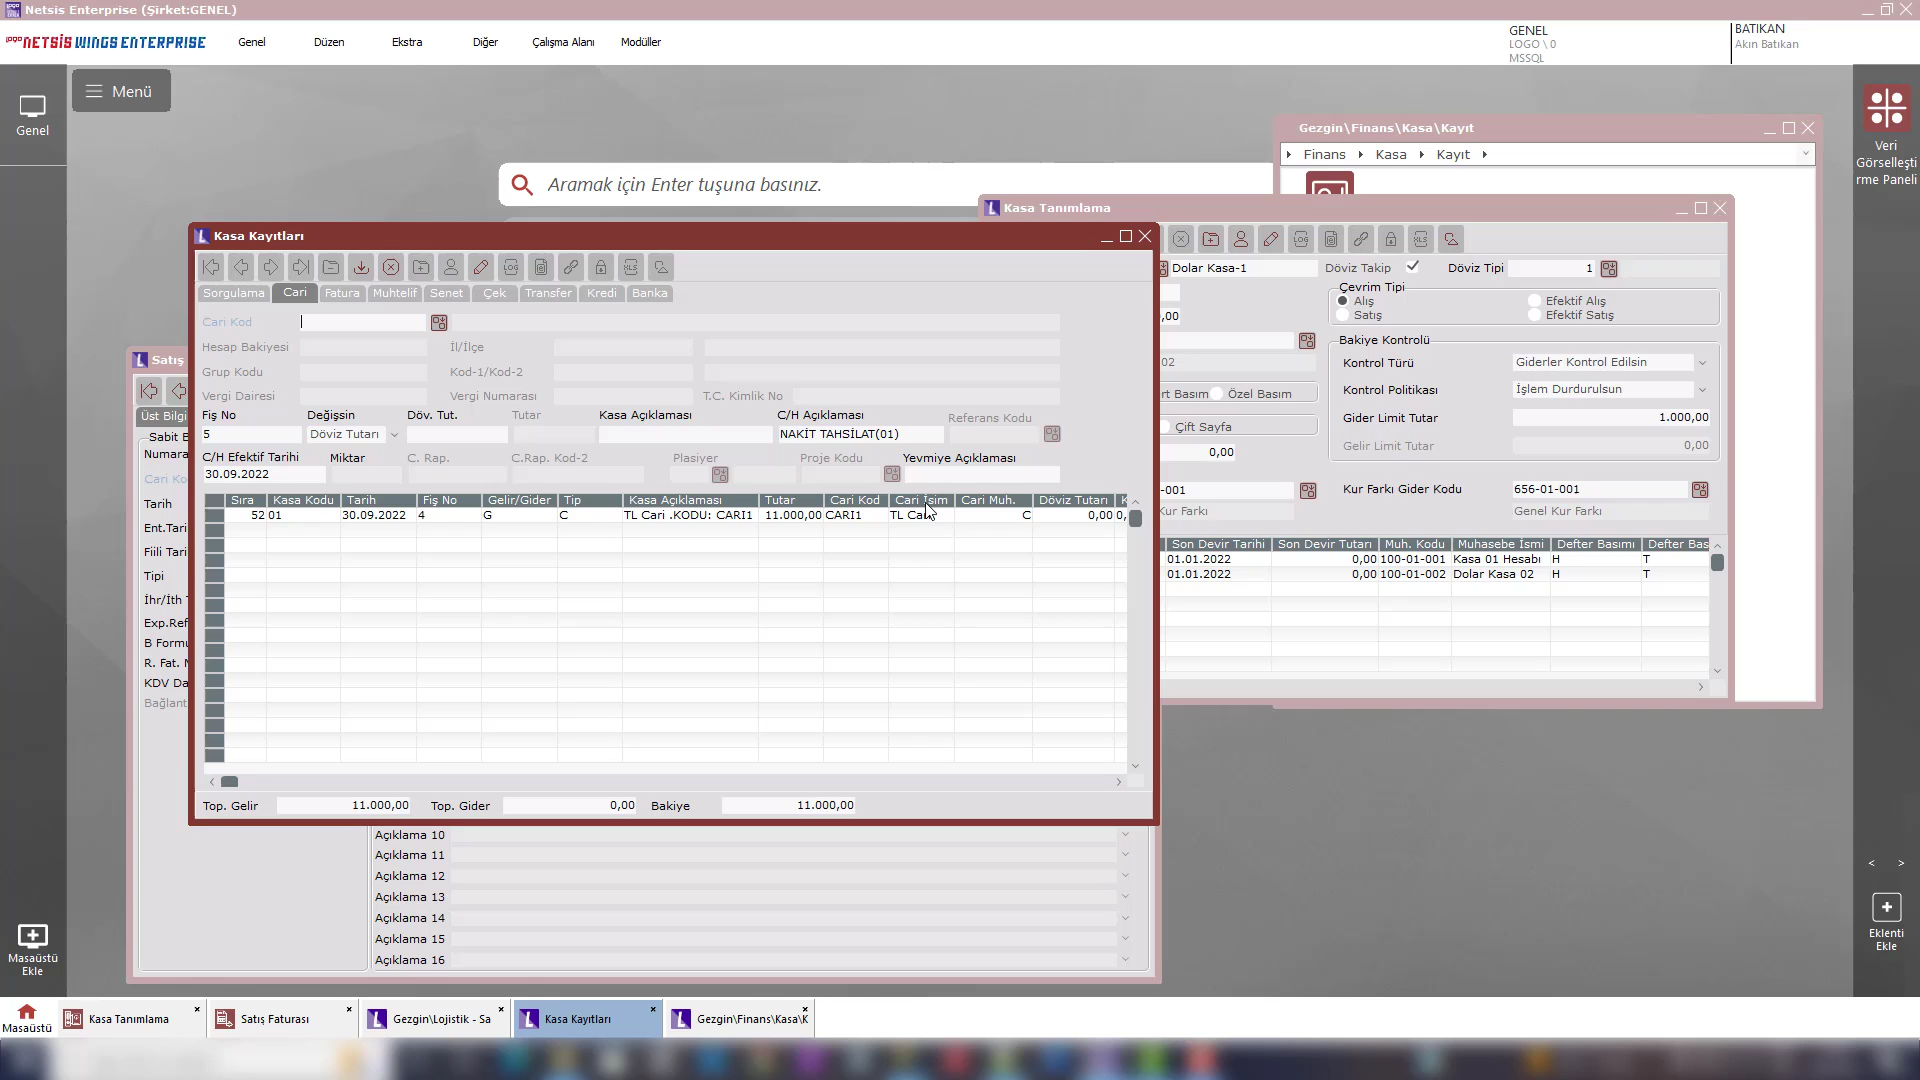 Netsis Enterprise (Şirket:GENEL)
LOGO NETSİS WINGS ENTERPRISE
Genel Düzen Ekstra Diğer Çalışma Alanı Modüller
GENEL
LOGO \ 0
MSSQL
BATIKAN
Akın Batıkan
Genel
Menü
Veri
Görselleşti
rme Paneli
Aramak için Enter tuşuna basınız.
Gezgin\Finans\Kasa\Kayıt
Finans Kasa Kayıt
Kasa Tanımlama
Dolar Kasa-1 Döviz Takip Döviz Tipi 1
Çevrim Tipi
Alış Efektif Alış
Satış Efektif Satış
,00
Bakiye Kontrolü
02 Kontrol Türü Giderler Kontrol Edilsin
rt Basım Özel Basım Kontrol Politikası İşlem Durdurulsun
Çift Sayfa Gider Limit Tutar 1.000,00
0,00 Gelir Limit Tutar 0,00
-001 Kur Farkı Gider Kodu 656-01-001
Kur Farkı Genel Kur Farkı
Son Devir Tarihi Son Devir Tutarı Muh. Kodu Muhasebe İsmi Defter Basımı Defter Bas
01.01.2022 0,00 100-01-001 Kasa 01 Hesabı H T
01.01.2022 0,00 100-01-002 Dolar Kasa 02 H T
Kasa Kayıtları
LOG XLS
Sorgulama Cari Fatura Muhtelif Senet Çek Transfer Kredi Banka
Cari Kod
Hesap Bakiyesi İl/İlçe
Grup Kodu Kod-1/Kod-2
Vergi Dairesi Vergi Numarası T.C. Kimlik No
Fiş No Değişsin Döv. Tut. Tutar Kasa Açıklaması C/H Açıklaması Referans Kodu
5 Döviz Tutarı NAKİT TAHSİLAT(01)
C/H Efektif Tarihi Miktar C. Rap. C.Rap. Kod-2 Plasiyer Proje Kodu Yevmiye Açıklaması
30.09.2022
Sıra Kasa Kodu Tarih Fiş No Gelir/Gider Tip Kasa Açıklaması Tutar Cari Kod Cari İsim Cari Muh. Döviz Tutarı K
52 01 30.09.2022 4 G C TL Cari .KODU: CARI1 11.000,00 CARI1 TL Ca C 0,00 0,
Top. Gelir 11.000,00 Top. Gider 0,00 Bakiye 11.000,00
Satış
Üst Bilgi
Sabit B
Numara
Cari Ko
Tarih
Ent.Tari
Fiili Tari
Tipi
İhr/İth T
Exp.Ref
B Formu
R. Fat. N
KDV Da
Bağlant
Açıklama 10
Açıklama 11
Açıklama 12
Açıklama 13
Açıklama 14
Açıklama 15
Açıklama 16
Masaüstü
Ekle
Eklenti
Ekle
Masaüstü
Kasa Tanımlama
Satış Faturası
Gezgin\Lojistik - Sa
Kasa Kayıtları
Gezgin\Finans\Kasa\K